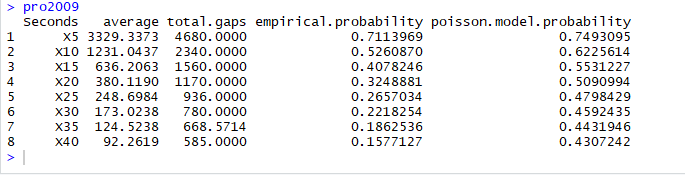 > pro2009
Seconds average total.gaps empirical.probability poisson.model.probability
1 X5 3329.3373 4680.0000 0.7113969 0.7493095
2 X10 1231.0437 2340.0000 0.5260870 0.6225614
3 X15 636.2063 1560.0000 0.4078246 0.5531227
4 X20 380.1190 1170.0000 0.3248881 0.5090994
5 X25 248.6984 936.0000 0.2657034 0.4798429
6 X30 173.0238 780.0000 0.2218254 0.4592435
7 X35 124.5238 668.5714 0.1862536 0.4431946
8 X40 92.2619 585.0000 0.1577127 0.4307242
>